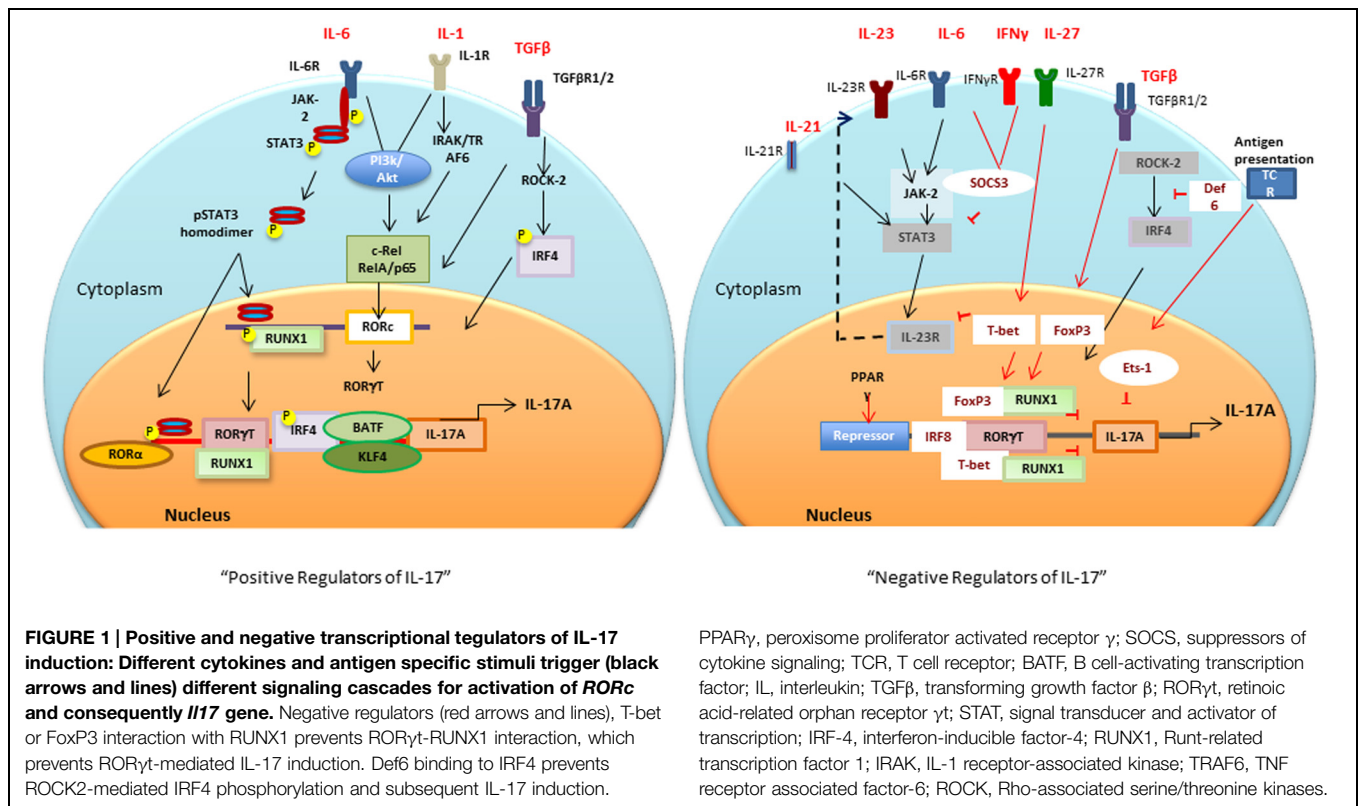 IL-6
IL-1
TGFβ
IL-6R
IL-1R
TGFβR1/2
JAK-
2
P
STAT3
P
PI3k/
Akt
IRAK/TR
AF6
ROCK-2
pSTAT3
homodimer
P
c-Rel
RelA/p65
P
IRF4
Cytoplasm
P
RUNX1
RORc
RORγT
P
RORα
RORγT
RUNX1
P
IRF4
BATF
KLF4
IL-17A
IL-17A
Nucleus
"Positive Regulators of IL-17"
IL-23
IL-6
IFNγ
IL-27
TGFβ
IL-23R
IL-6R
IFNγR
IL-27R
TGFβR1/2
IL-21
IL-21R
Antigen
presentation
TC
R
ROCK-2
Def
6
JAK-2
SOCS3
STAT3
IRF4
Cytoplasm
IL-23R
T-bet
FoxP3
Ets-1
PPAR
γ
FoxP3
RUNX1
Repressor
IRF8
RORγT
IL-17A
IL-17A
T-bet
RUNX1
Nucleus
"Negative Regulators of IL-17"
FIGURE 1 | Positive and negative transcriptional tegulators of IL-17
induction: Different cytokines and antigen specific stimuli trigger (black
arrows and lines) different signaling cascades for activation of RORc
and consequently Il17 gene. Negative regulators (red arrows and lines), T-bet
or FoxP3 interaction with RUNX1 prevents RORγt-RUNX1 interaction, which
prevents RORγt-mediated IL-17 induction. Def6 binding to IRF4 prevents
ROCK2-mediated IRF4 phosphorylation and subsequent IL-17 induction.
PPARγ, peroxisome proliferator activated receptor γ; SOCS, suppressors of
cytokine signaling; TCR, T cell receptor; BATF, B cell-activating transcription
factor; IL, interleukin; TGFβ, transforming growth factor β; RORγt, retinoic
acid-related orphan receptor γt; STAT, signal transducer and activator of
transcription; IRF-4, interferon-inducible factor-4; RUNX1, Runt-related
transcription factor 1; IRAK, IL-1 receptor-associated kinase; TRAF6, TNF
receptor associated factor-6; ROCK, Rho-associated serine/threonine kinases.